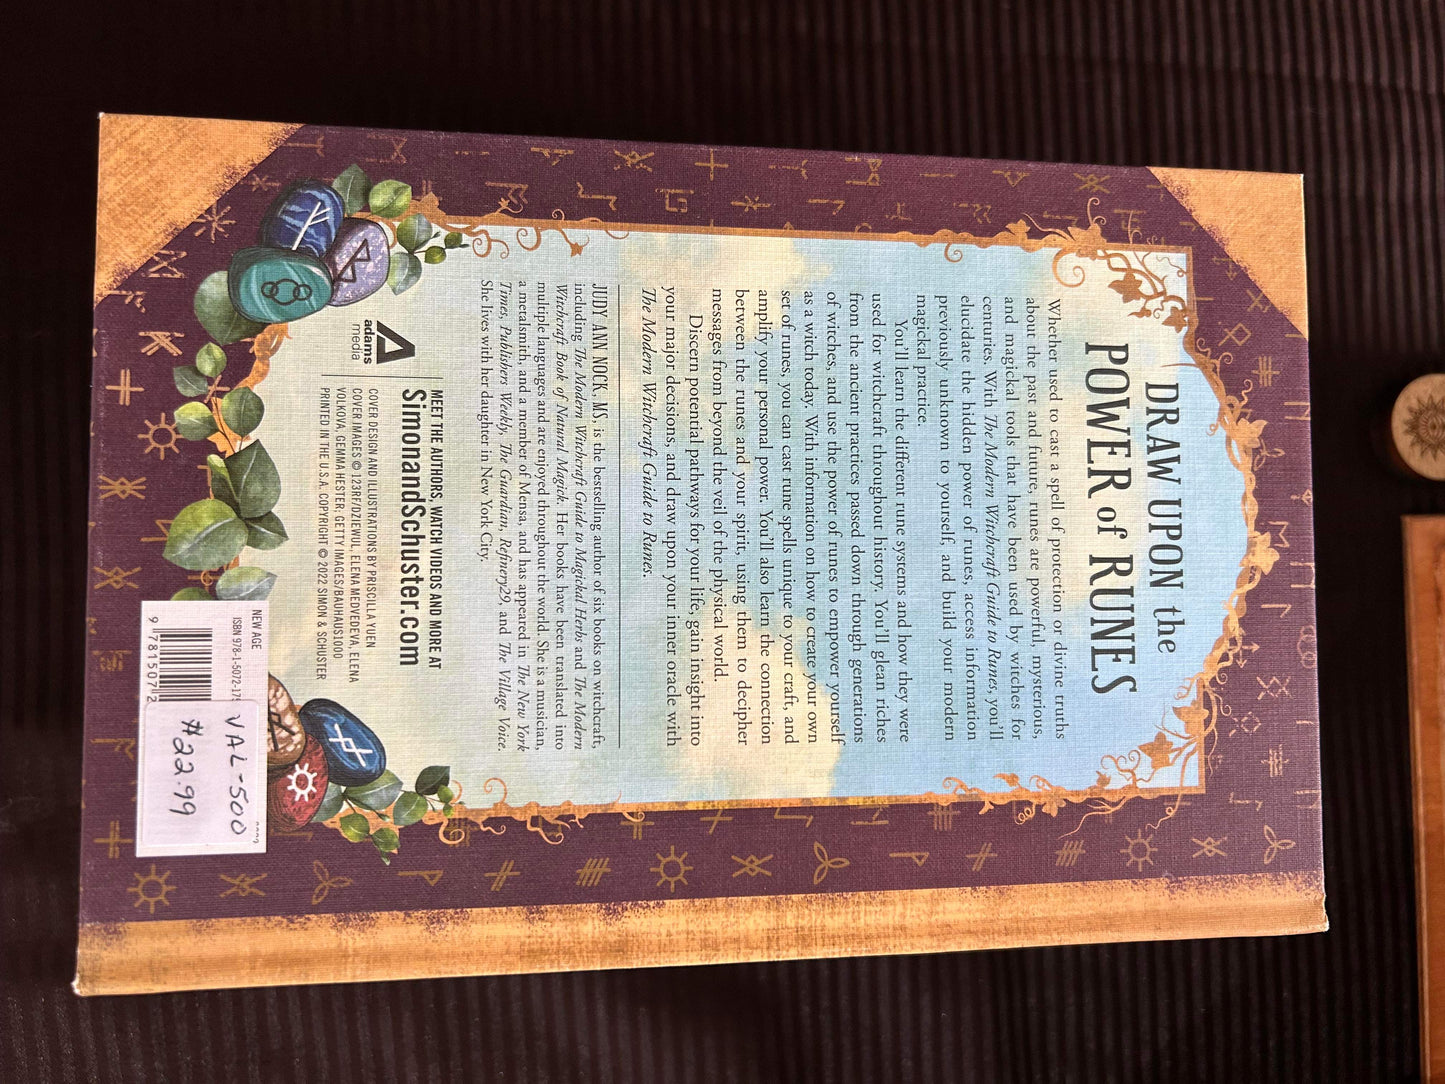 DRAW UPON the
POWER of RUNES
Whether used to cast a spell of protection or divine truths
about the past and future, runes are powerful, mysterious,
and magickal tools that have been used by witches for
centuries. With The Modern Witchcraft Guide to Runes, you'll
elucidate the hidden power of runes, access information
previously unknown to yourself, and build your modern
magickal practice.
You'll learn the different rune systems and how they were
used for witchcraft throughout history. You'll glean riches
from the ancient practices passed down through generations
of witches, and use the power of runes to empower yourself
as a witch today. With information on how to create your own
set of runes, you can cast rune spells unique to your craft, and
amplify your personal power. You'll also learn the connection
between the runes and your spirit, using them to decipher
messages from beyond the veil of the physical world.
Discern potential pathways for your life, gain insight into
your major decisions, and draw upon your inner oracle with
The Modern Witchcraft Guide to Runes.
JUDY ANN NOCK, MS, is the bestselling author of six books on witchcraft,
including The Modern Witchcraft Guide to Magickal Herbs and The Modern
Witchcraft Book of Natural Magick. Her books have been translated into
multiple languages and are enjoyed throughout the world. She is a musician,
a metalsmith, and a member of Mensa, and has appeared in The New York
Times, Publishers Weekly, The Guardian, Refinery29, and The Village Voice.
She lives with her daughter in New York City.
adams
media
MEET THE AUTHORS, WATCH VIDEOS AND MORE AT
SimonandSchuster.com
COVER DESIGN AND ILLUSTRATIONS BY PRISCILLA YUEN
COVER IMAGES © 123RF/DZIEWUL, ELENA MEDVEDEVA, ELENA
VOLKOVA, GEMMA HESTER; GETTY IMAGES/BAUHAUS1000
PRINTED IN THE U.S.A. COPYRIGHT © 2022 SIMON & SCHUSTER
NEW AGE
ISBN 978-1-5072-175
9 781507 2
VAL-500
$22.99